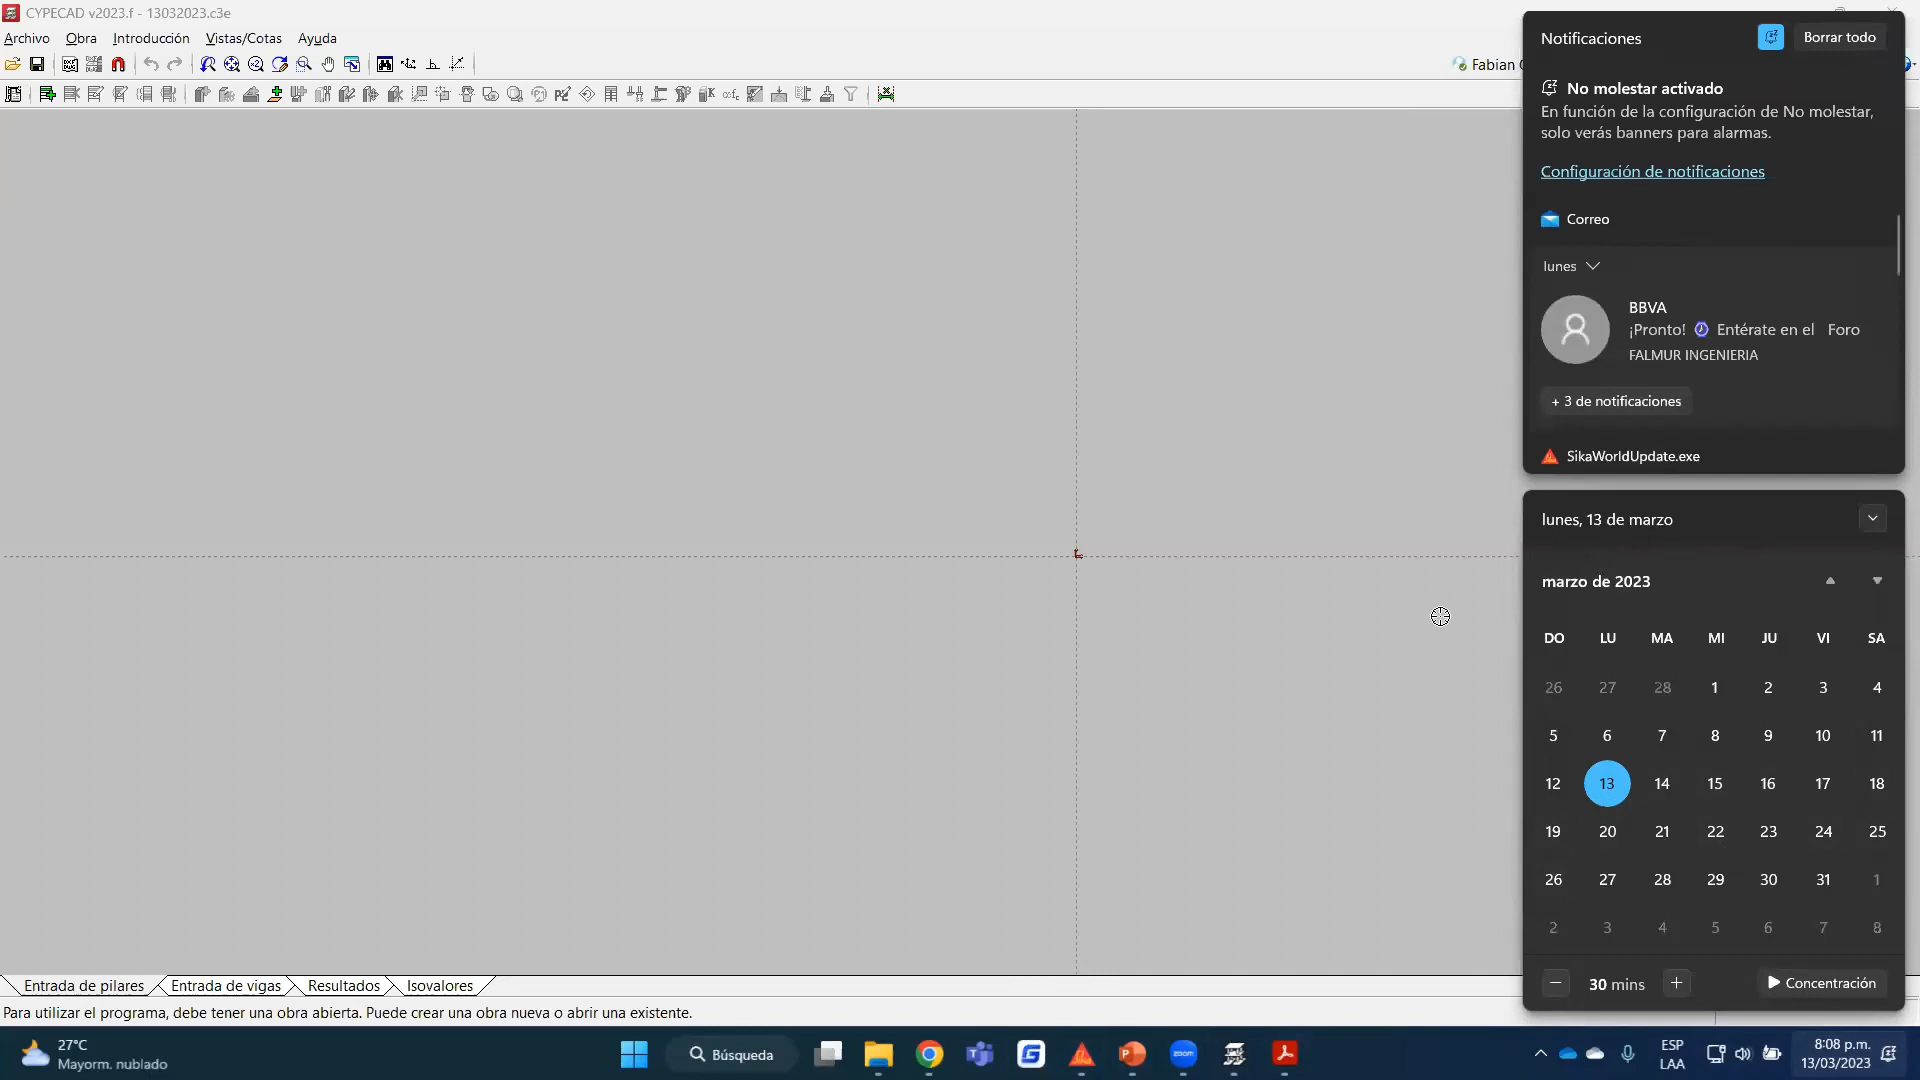 CYPECAD v2023.f - 13032023.c3e
Archivo Obra Introducción Vistas/Cotas Ayuda
Fabian
Entrada de pilares Entrada de vigas Resultados Isovalores
Para utilizar el programa, debe tener una obra abierta. Puede crear una obra nueva o abrir una existente.
Notificaciones Borrar todo
No molestar activado
En función de la configuración de No molestar,
solo verás banners para alarmas.
Configuración de notificaciones
Correo
lunes
BBVA
¡Pronto! Entérate en el Foro
FALMUR INGENIERIA
+ 3 de notificaciones
SikaWorldUpdate.exe
lunes, 13 de marzo
marzo de 2023
DO LU MA MI JU VI SA
26 27 28 1 2 3 4
5 6 7 8 9 10 11
12 13 14 15 16 17 18
19 20 21 22 23 24 25
26 27 28 29 30 31 1
2 3 4 5 6 7 8
30 mins Concentración
27°C
Mayorm. nublado
Búsqueda
zoom
ESP
LAA
8:08 p.m.
13/03/2023